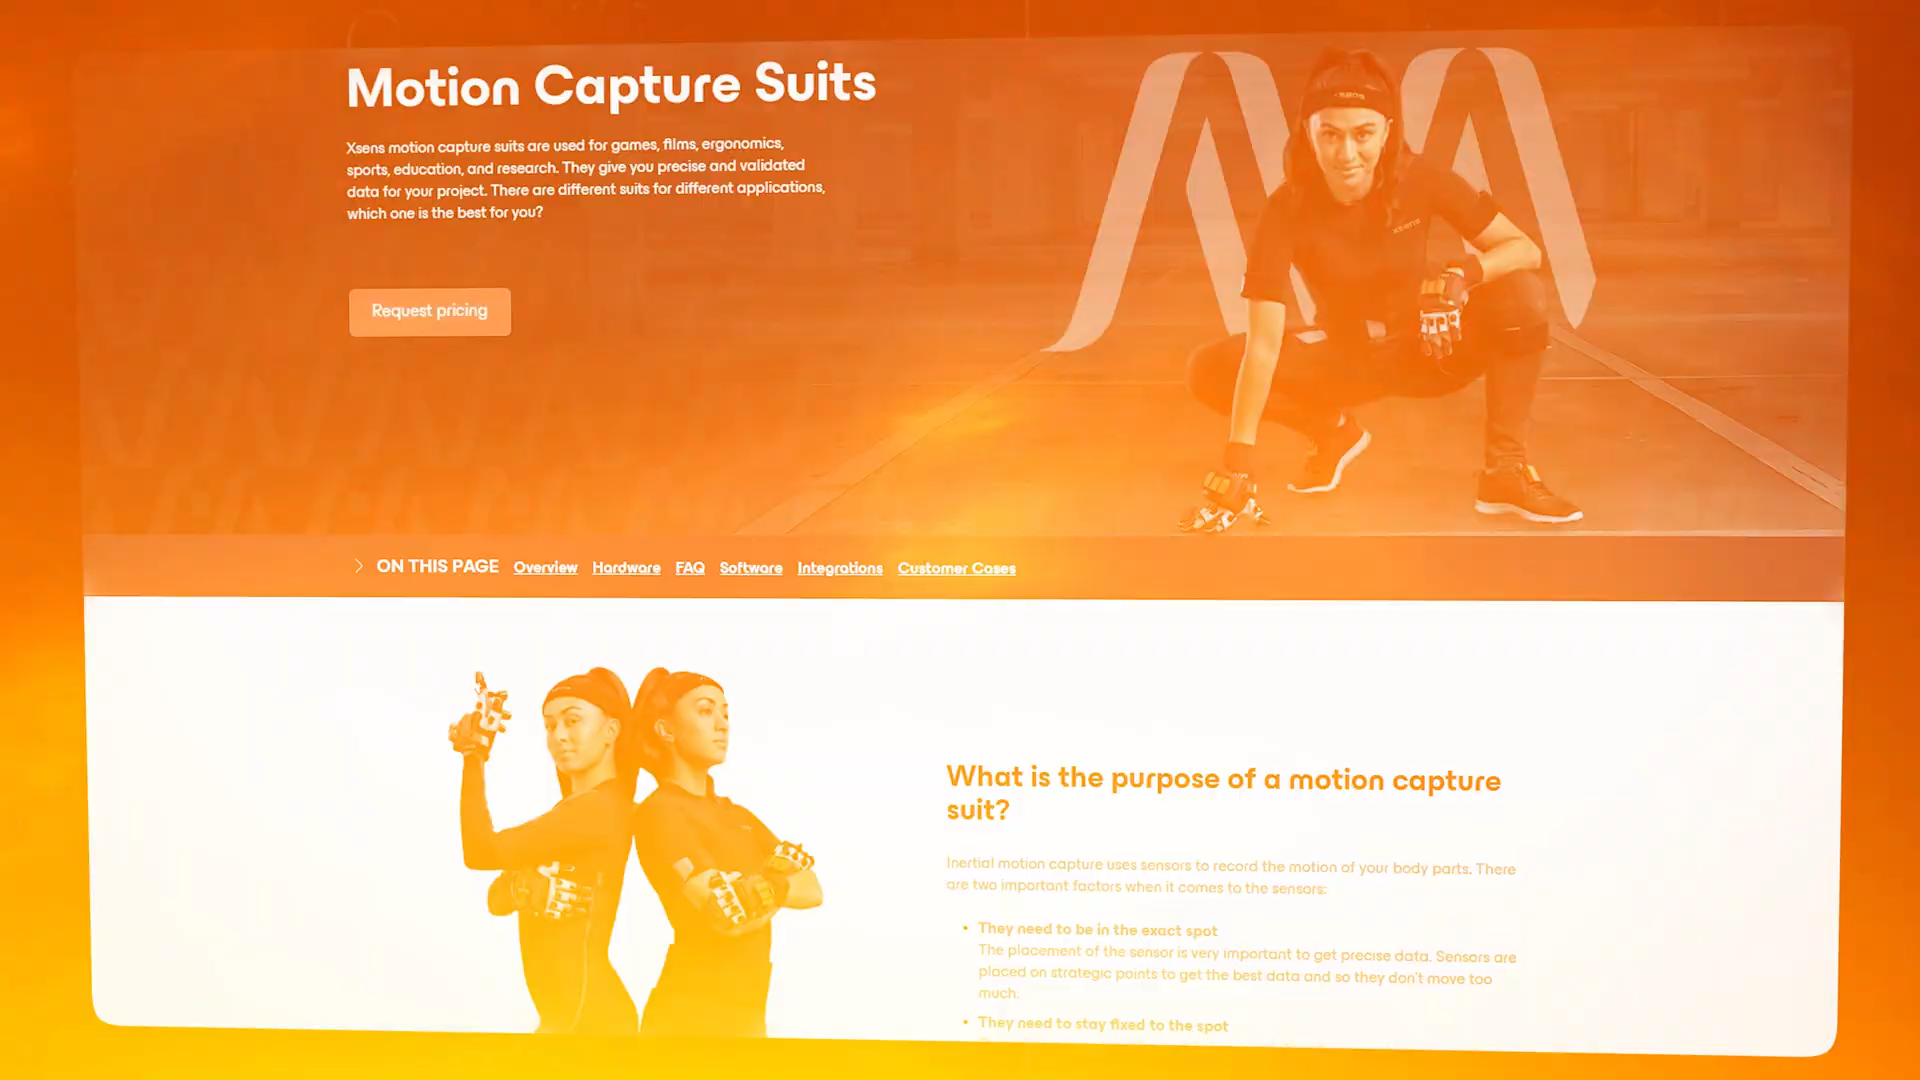 Motion Capture Suits
Xsens motion capture suits are used for games, films, ergonomics,
sports, education, and research. They give you precise and validated
data for your project. There are different suits for different applications,
which one is the best for you?
Request pricing
xsens
xsens
ON THIS PAGE Overview Hardware FAQ Software Integrations Customer Cases
What is the purpose of a motion capture
suit?
Inertial motion capture uses sensors to record the motion of your body parts. There
are two important factors when it comes to the sensors:
• They need to be in the exact spot
The placement of the sensor is very important to get precise data. Sensors are
placed on strategic points to get the best data and so they don't move too
much.
• They need to stay fixed to the spot